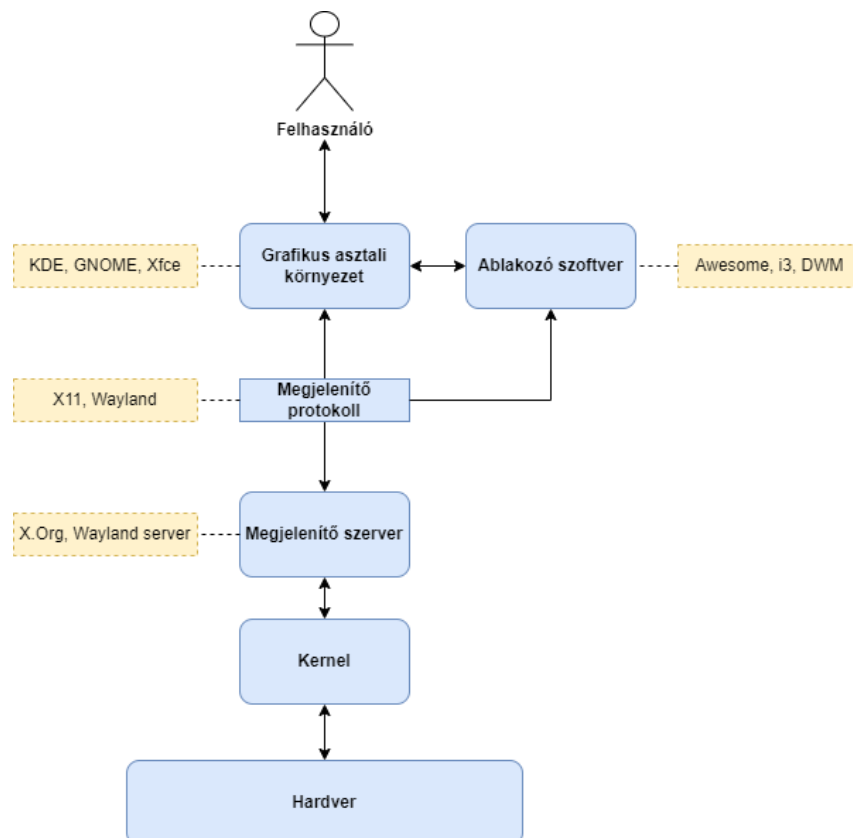 Felhasználó
KDE, GNOME, Xfce
Grafikus asztali
környezet
Ablakozó szoftver
Awesome, i3, DWM
X11, Wayland
Megjelenítő
protokoll
X.Org, Wayland server
Megjelenítő szerver
Kernel
Hardver